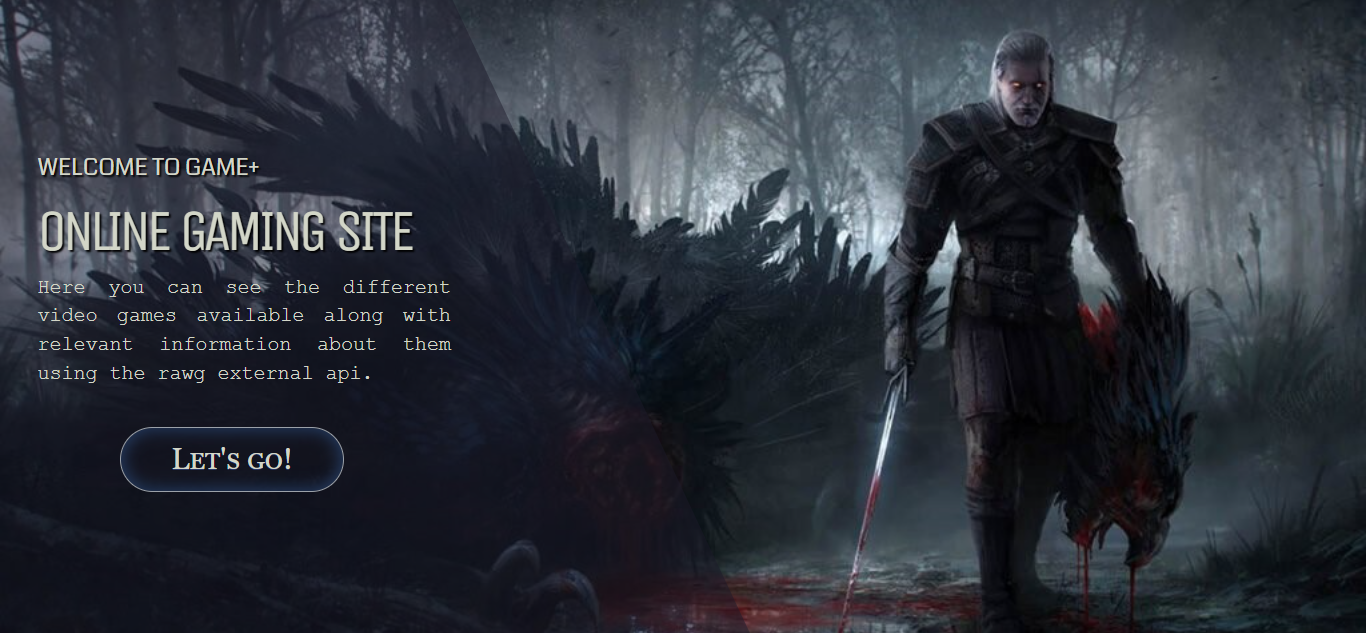 WELCOME TO GAME+
ONLINE GAMING SITE
Here you can see the different
video games available along with
relevant information about them
using the rawg external api.
Let's go!